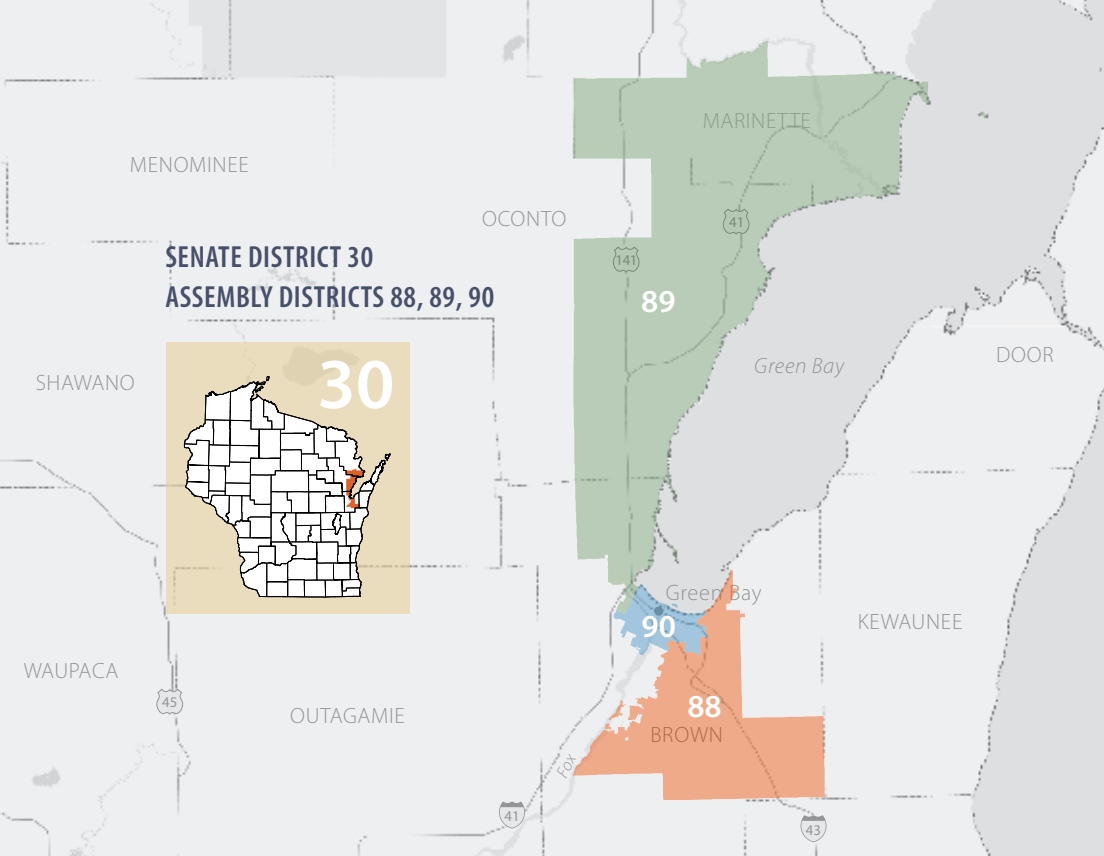 MARINETTE
MENOMINEE
OCONTO
41
SENATE DISTRICT 30
141
ASSEMBLY DISTRICTS 88, 89, 90
89
DOOR
Green Bay
SHAWANO
30
Green Bay
90
KEWAUNEE
WAUPACA
45
88
OUTAGAMIE
BROWN
Fox
41
43